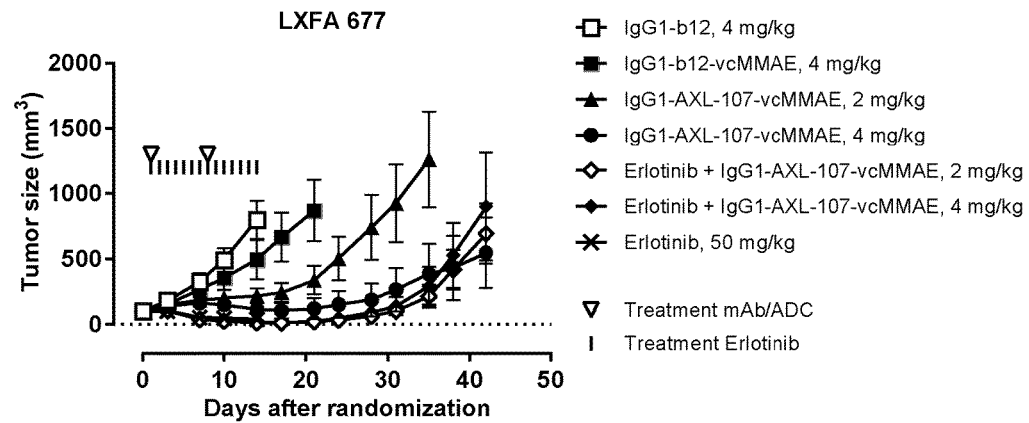 LXFA 677
Tumor size (mm3)
2000
1500
1000
500
0
0 10 20 30 40 50
Days after randomization
IgG1-b12, 4 mg/kg
IgG1-b12-vcMMAE, 4 mg/kg
IgG1-AXL-107-vcMMAE, 2 mg/kg
IgG1-AXL-107-vcMMAE, 4 mg/kg
Erlotinib + IgG1-AXL-107-vcMMAE, 2 mg/kg
Erlotinib + IgG1-AXL-107-vcMMAE, 4 mg/kg
Erlotinib, 50 mg/kg
Treatment mAb/ADC
Treatment Erlotinib